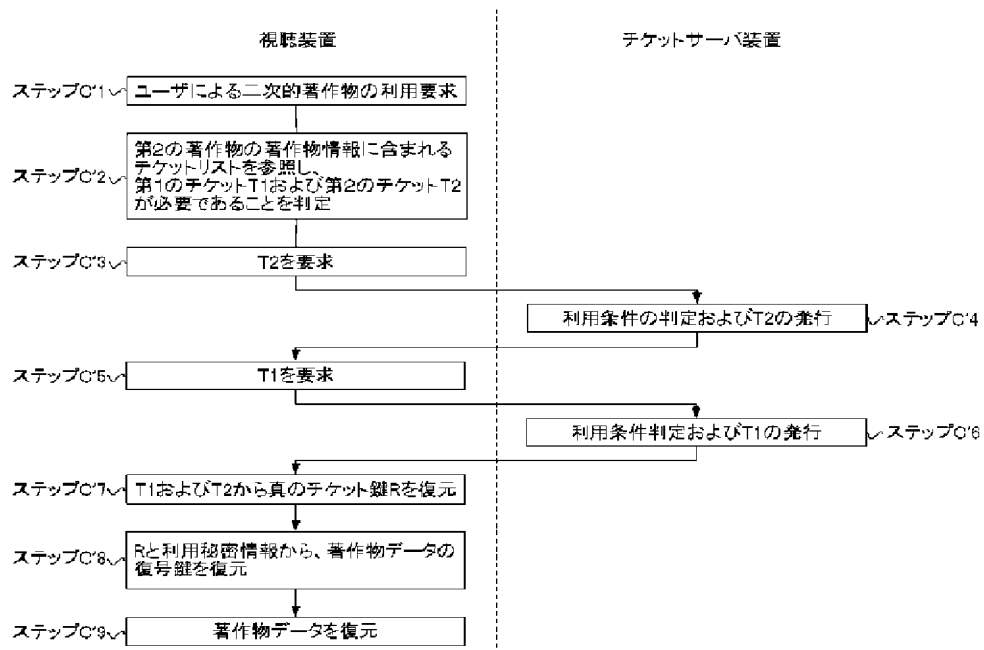 視聴装置
チケットサーバ装置
ステップC'1
ユーザによる二次的著作物の利用要求
ステップC'2
第2の著作物の著作物情報に含まれる
チケットリストを参照し、
第1のチケットT1および第2のチケットT2
が必要であることを判定
ステップC'3
T2を要求
利用条件の判定およびT2の発行
ステップC'4
ステップC'5
T1を要求
利用条件判定およびT1の発行
ステップC'6
ステップC'7
T1およびT2から真のチケット鍵Rを復元
ステップC'8
Rと利用秘密情報から、著作物データの
復号鍵を復元
ステップC'9
著作物データを復元